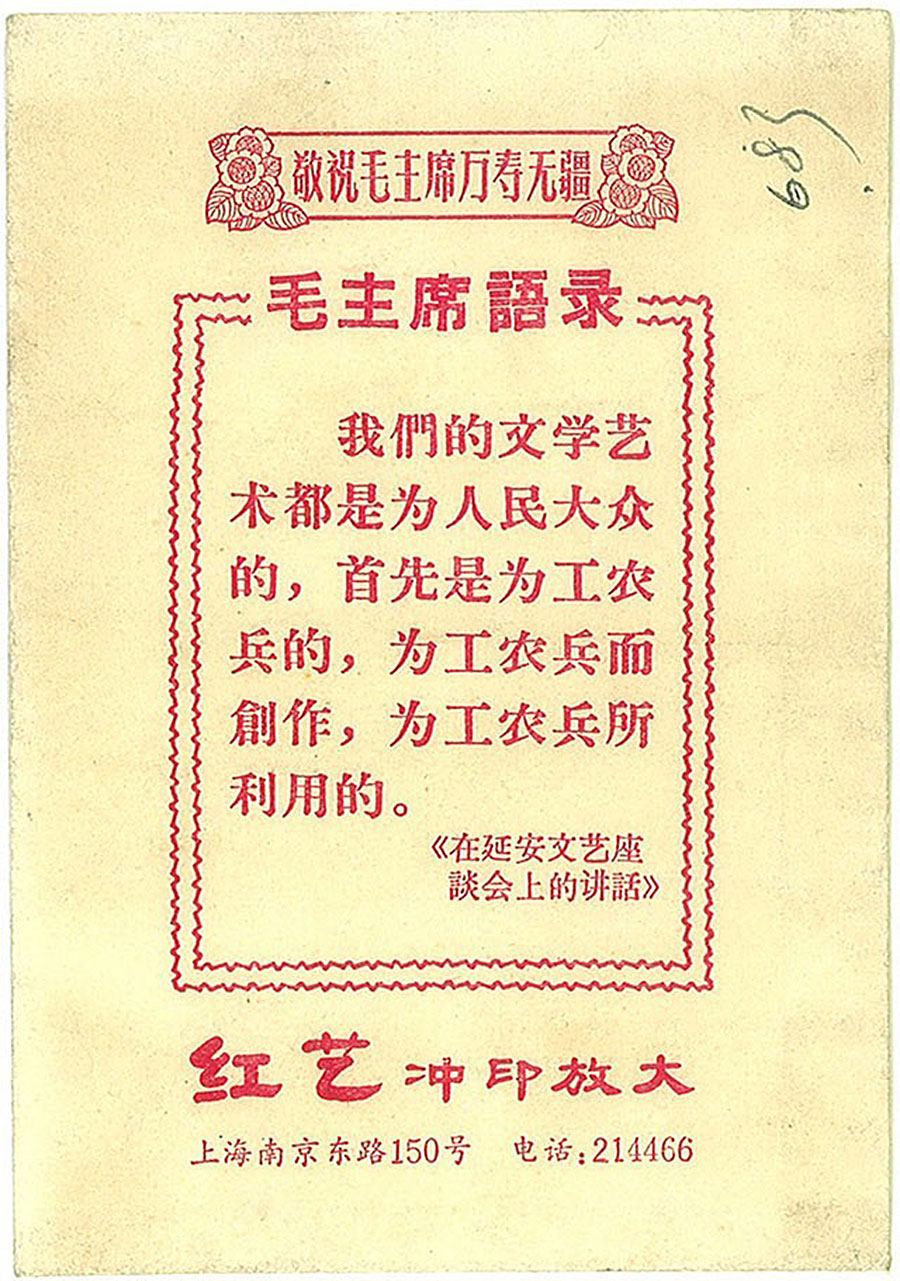 敬祝毛主席万寿无疆
毛主席語录
我們的文学艺
术都是为人民大众
的，首先是为工农
兵的，为工农兵而
創作，为工农兵所
利用的。
《在延安文艺座
談会上的讲話》
红艺冲印放大
上海南京东路150号 电话:214466